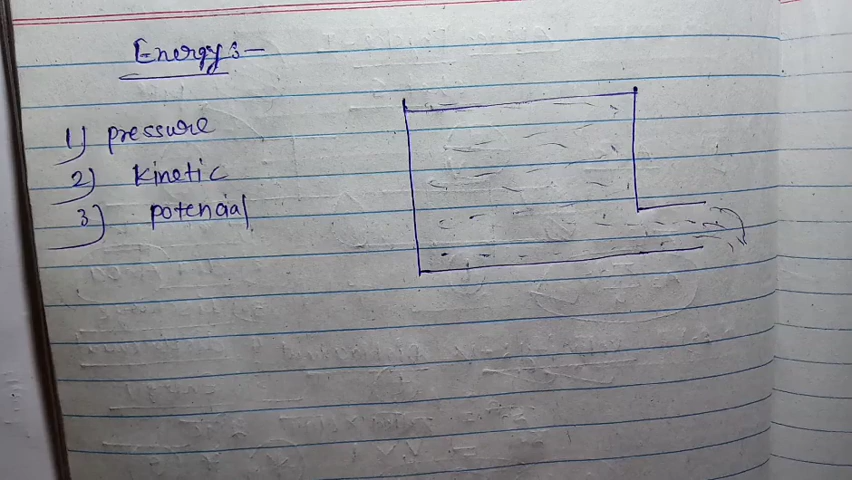 Energy :-
1) pressure
2) kinetic
3) potencial